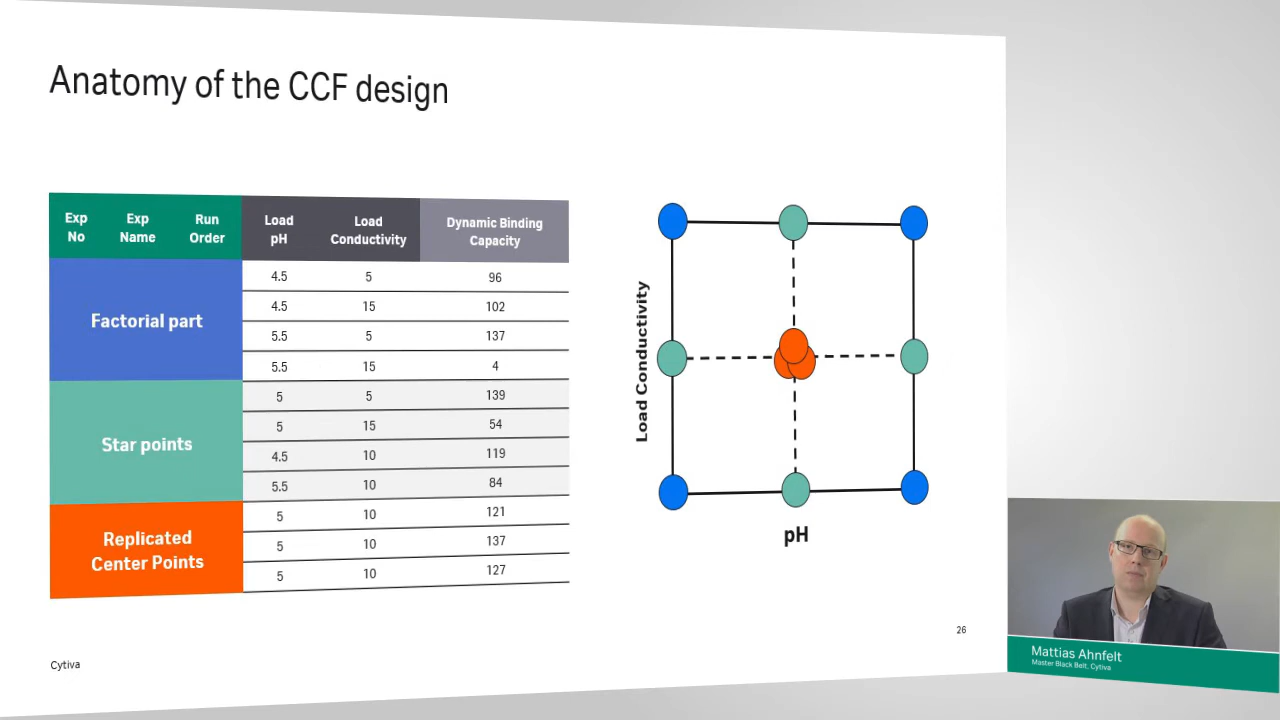 Anatomy of the CCF design
Exp No Exp Name Run Order Load pH Load Conductivity Dynamic Binding Capacity
Factorial part
4.5 5 96
4.5 15 102
5.5 5 137
5.5 15 4
Star points
5 5 139
5 15 54
4.5 10 119
5.5 10 84
Replicated
Center Points
5 10 121
5 10 137
5 10 127
Load Conductivity
pH
26
Cytiva
Mattias Ahnfelt
Master Black Belt, Cytiva